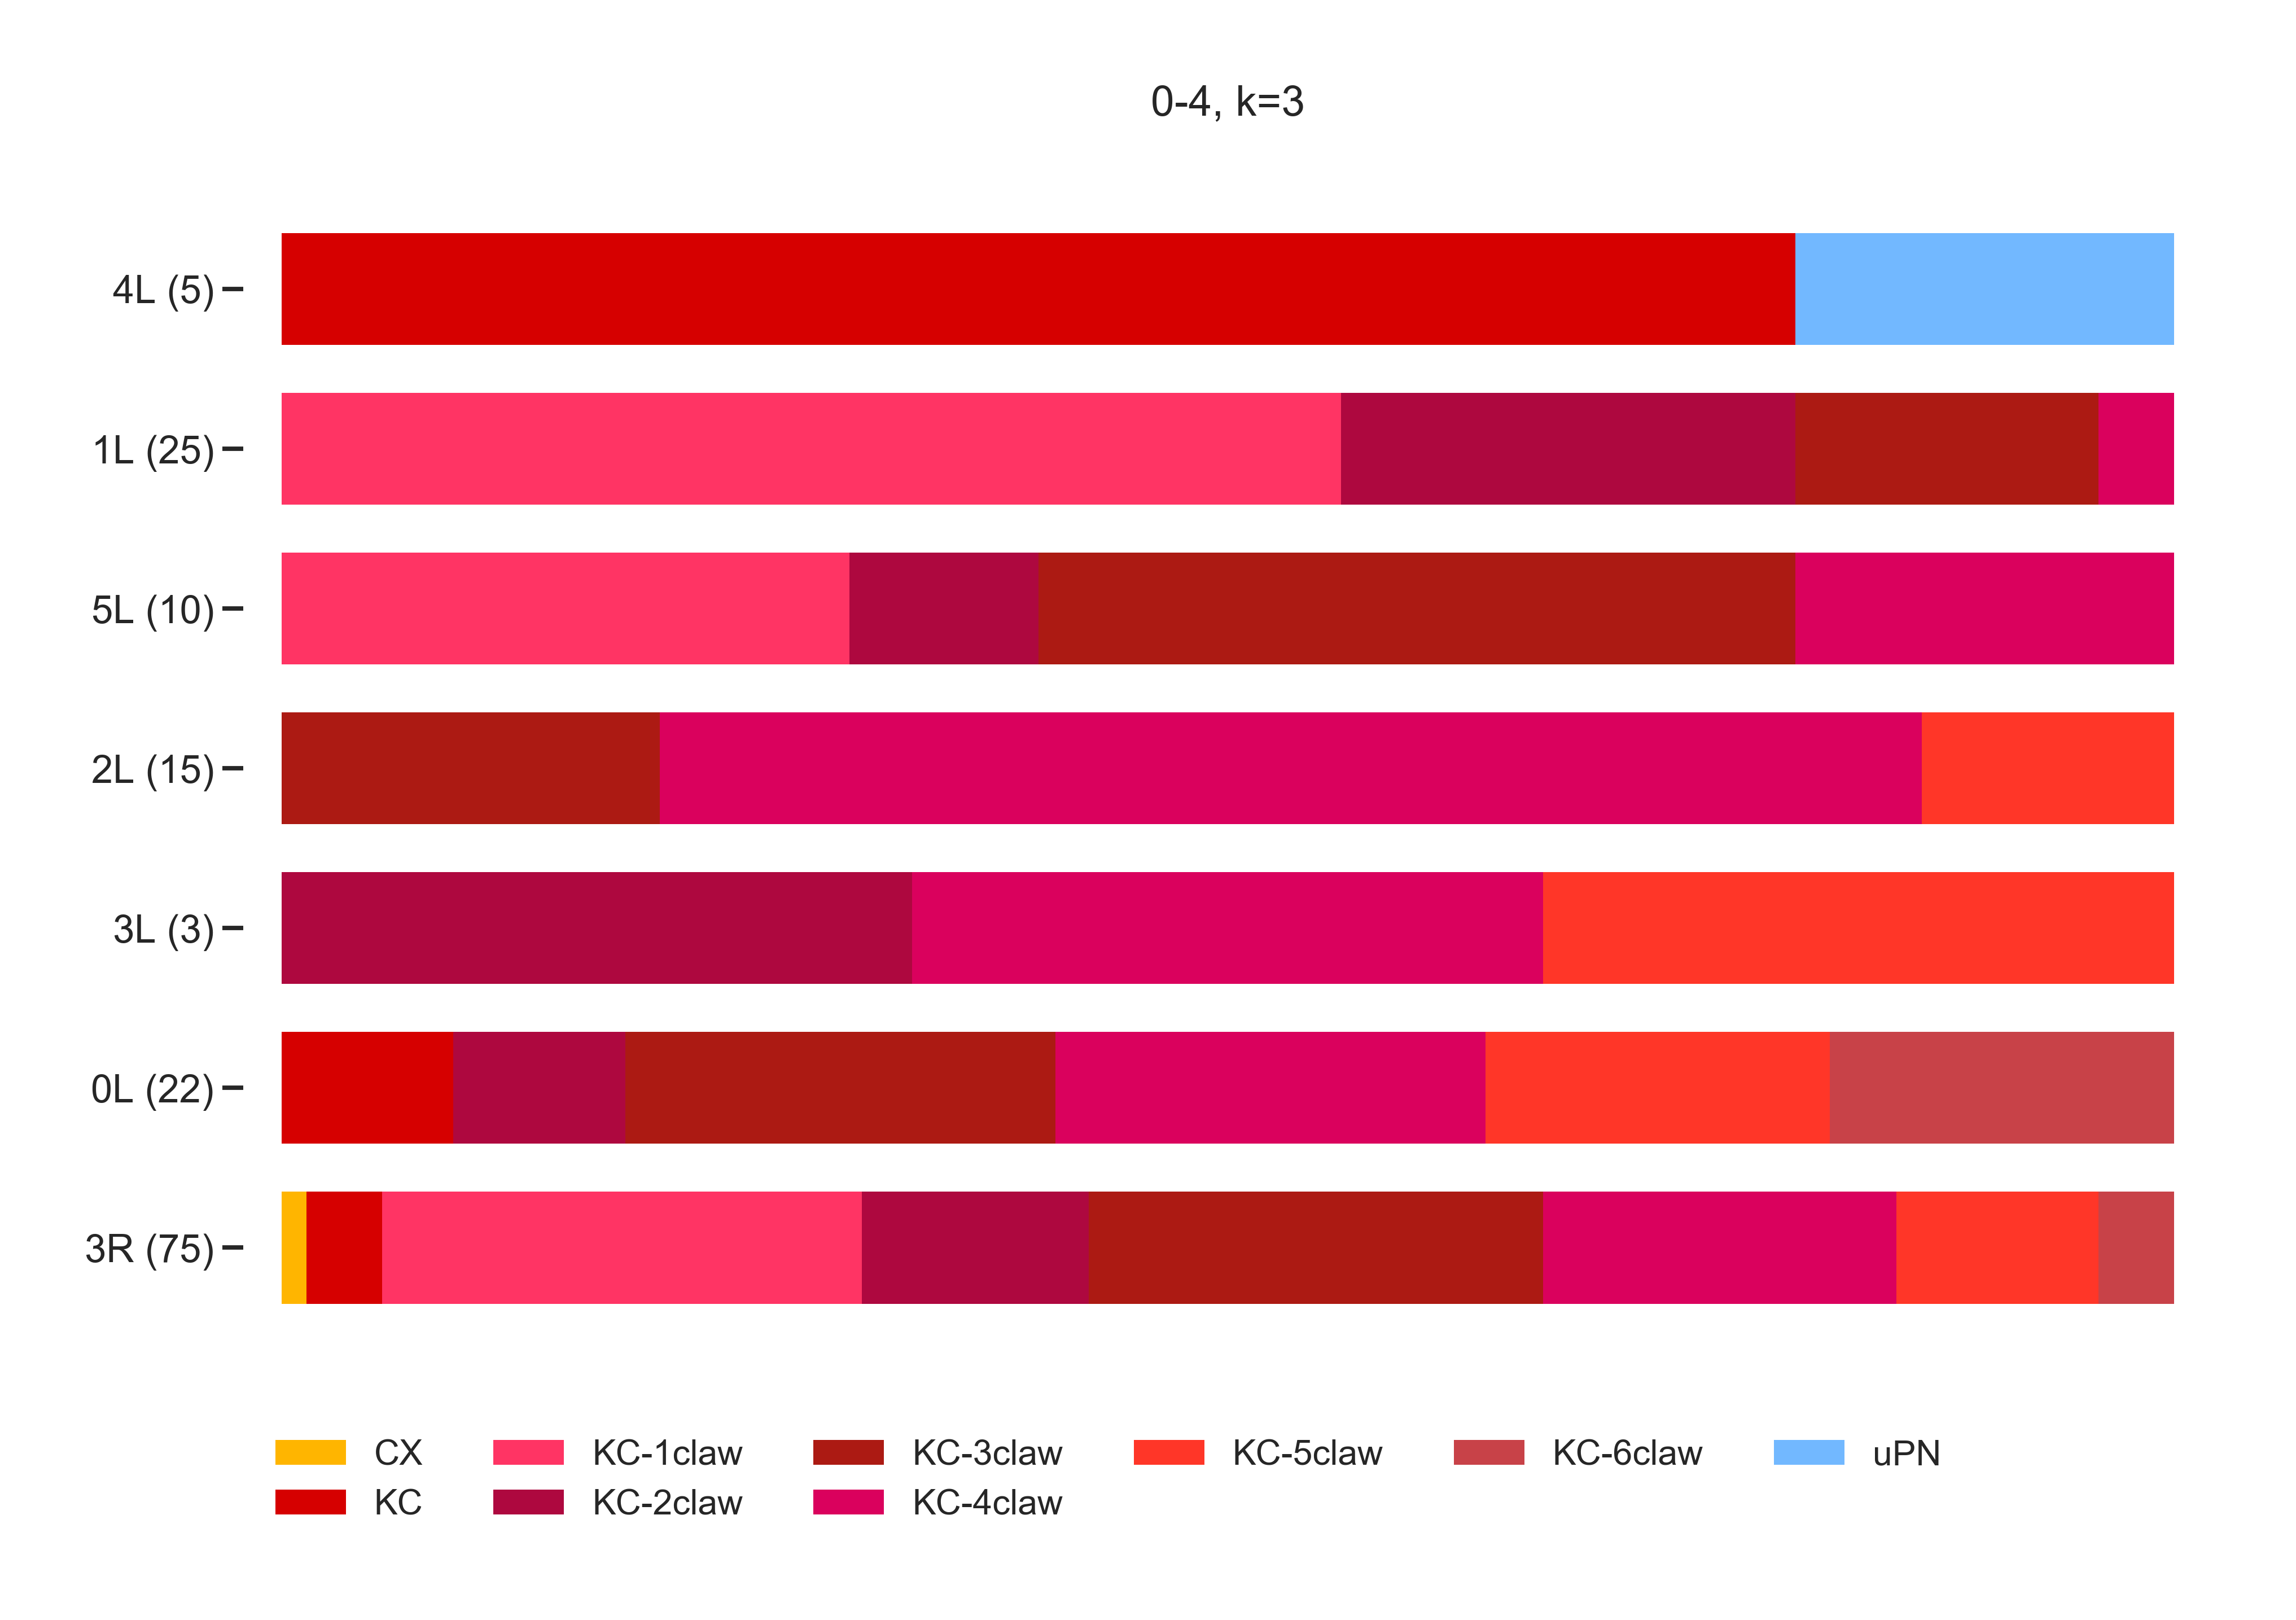 0-4, k=3
4L (5)
1L (25)
5L (10)
2L (15)
3L (3)
0L (22)
3R (75)
CX KC-1claw KC-3claw KC-5claw KC-6claw uPN
KC KC-2claw KC-4claw